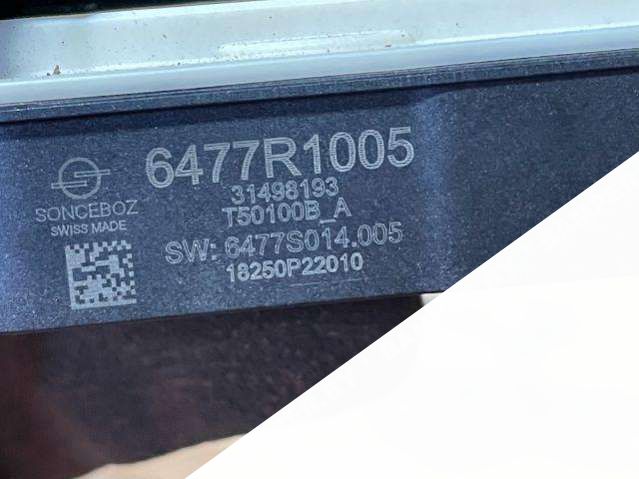 6477R1005
31498193
SONCEBOZ
T50100B_A
SWISS MADE
SW: 6477S014.005
18250P22010